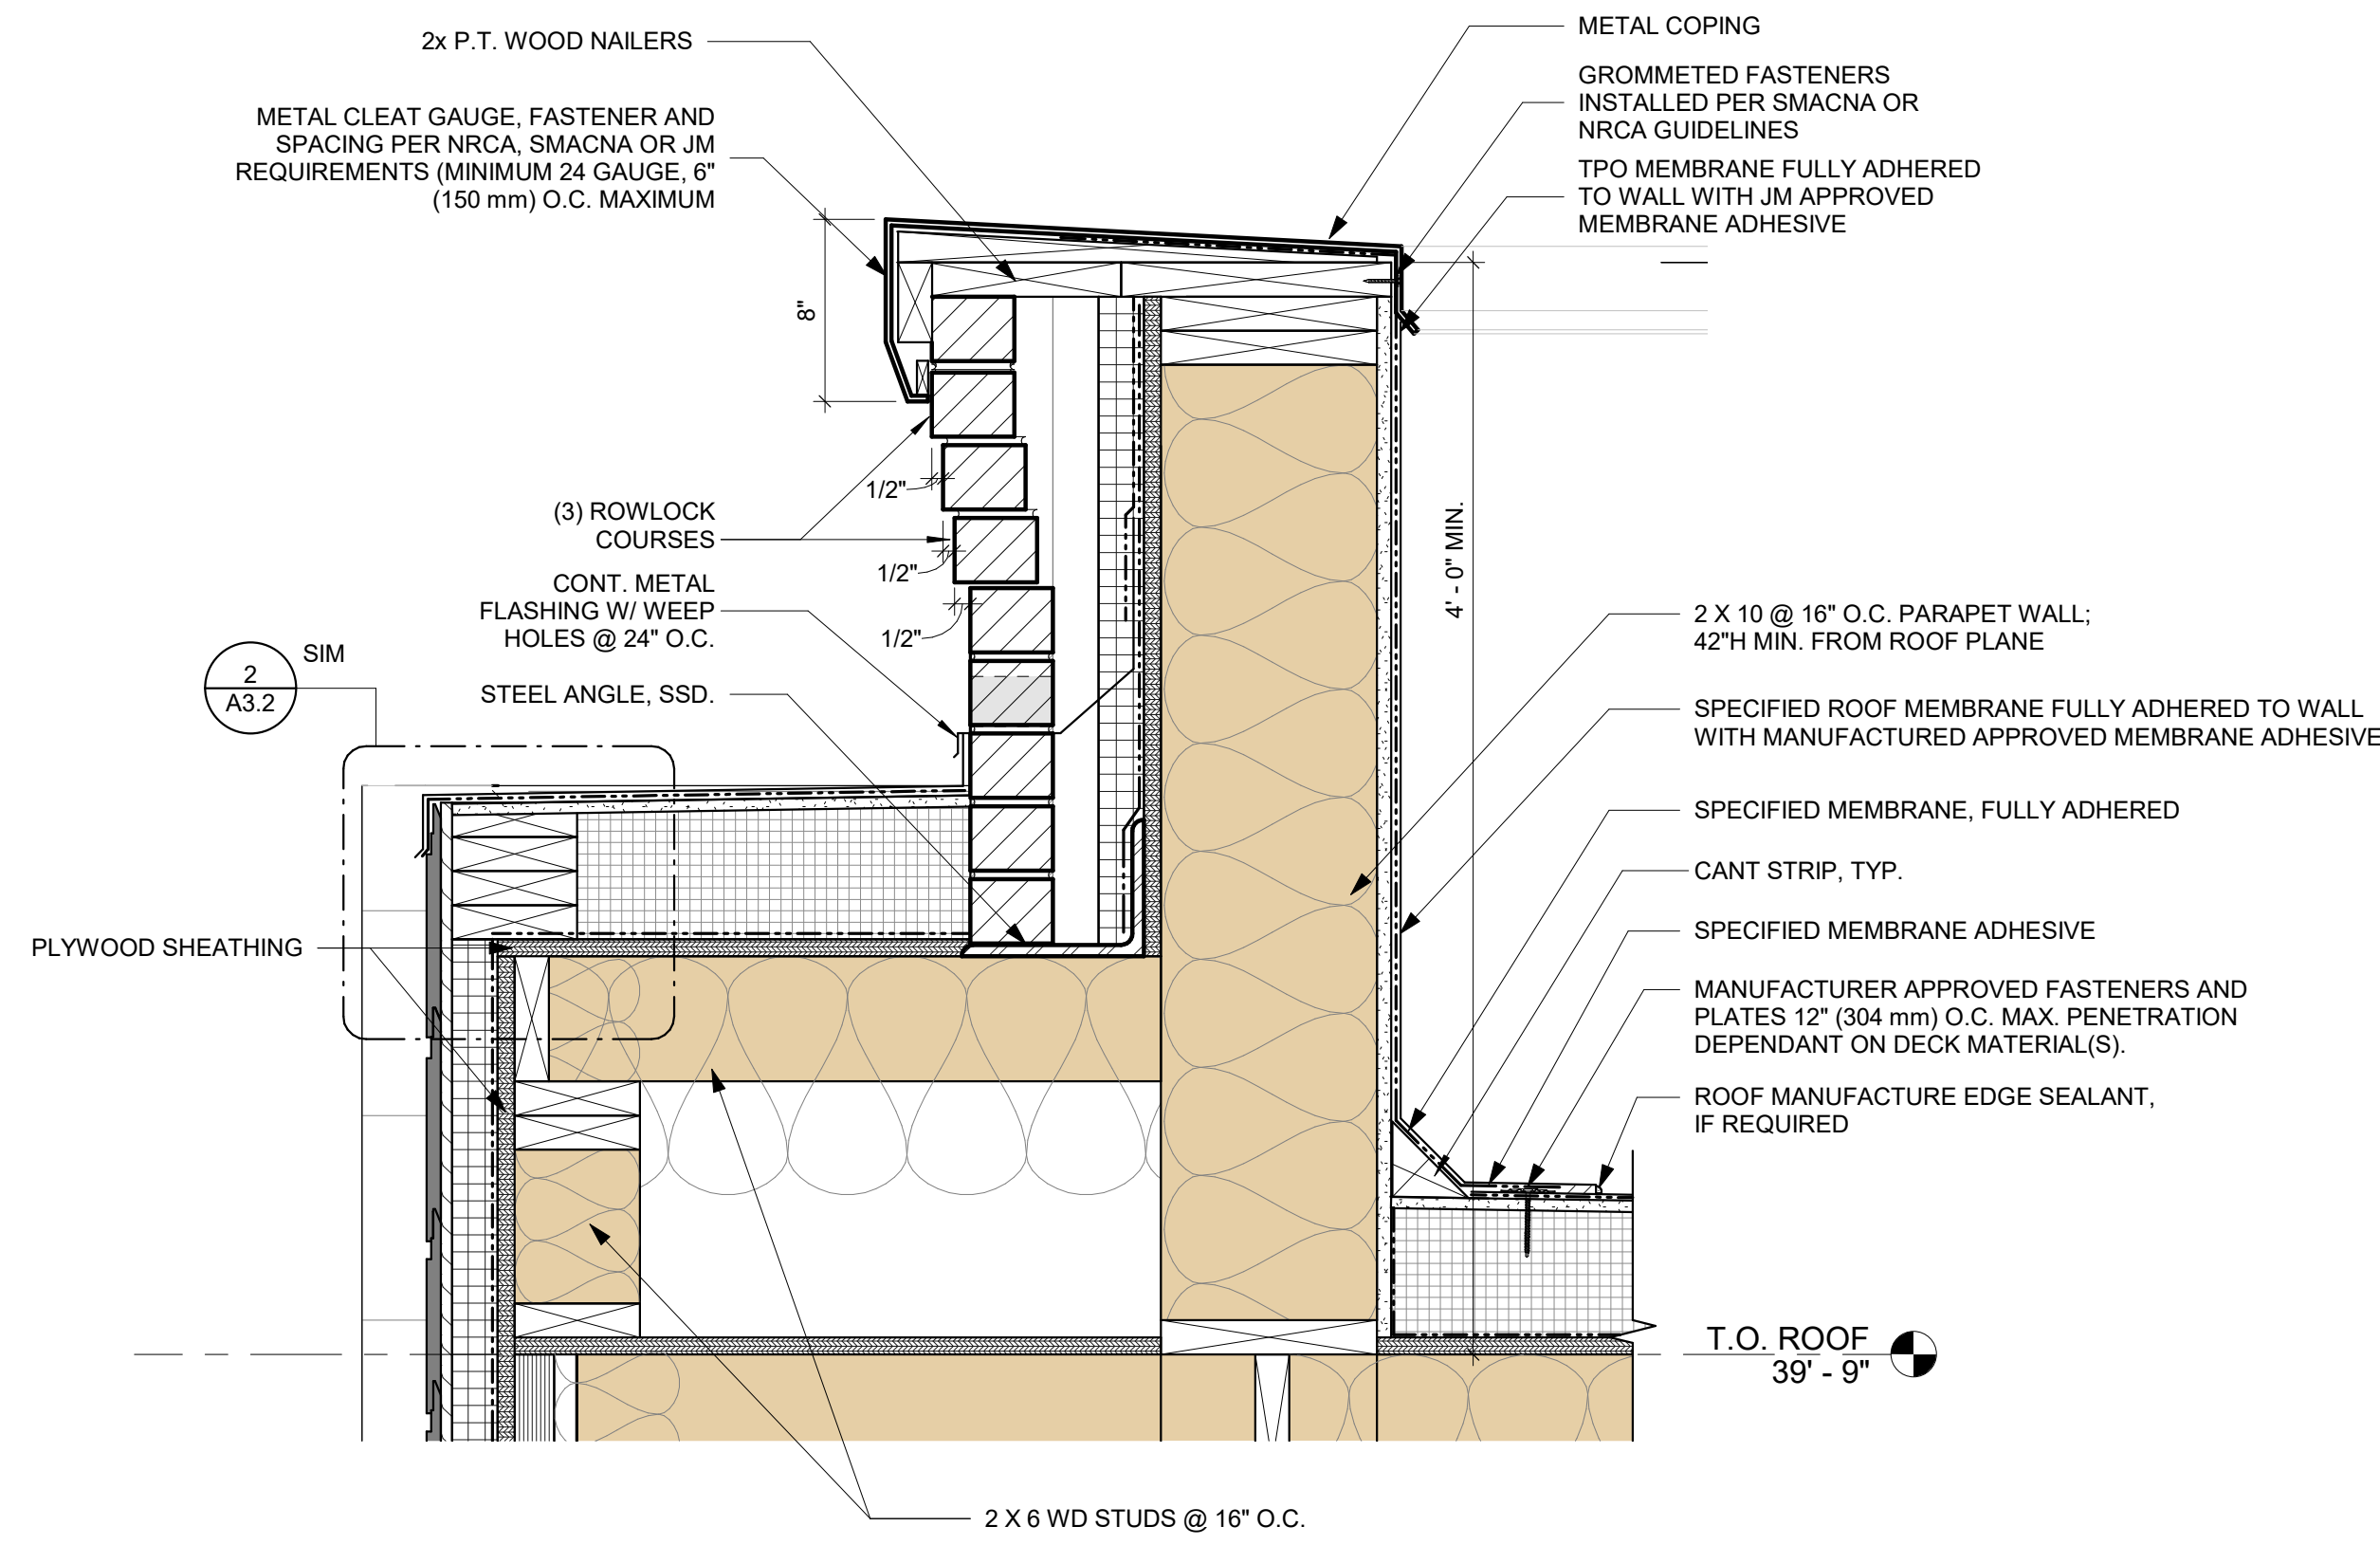 2x P.T. WOOD NAILERS
METAL CLEAT GAUGE, FASTENER AND
SPACING PER NRCA, SMACNA OR JM
REQUIREMENTS (MINIMUM 24 GAUGE, 6"
(150 mm) O.C. MAXIMUM
METAL COPING
GROMMETED FASTENERS
INSTALLED PER SMACNA OR
NRCA GUIDELINES
TPO MEMBRANE FULLY ADHERED
TO WALL WITH JM APPROVED
MEMBRANE ADHESIVE
8"
1/2"
(3) ROWLOCK
COURSES
1/2"
CONT. METAL
FLASHING W/ WEEP
HOLES @ 24" O.C.
1/2"
4' - 0" MIN.
2 X 10 @ 16" O.C. PARAPET WALL;
42"H MIN. FROM ROOF PLANE
SIM
2
A3.2
STEEL ANGLE, SSD.
SPECIFIED ROOF MEMBRANE FULLY ADHERED TO WALL
WITH MANUFACTURED APPROVED MEMBRANE ADHESIVE
SPECIFIED MEMBRANE, FULLY ADHERED
CANT STRIP, TYP.
SPECIFIED MEMBRANE ADHESIVE
PLYWOOD SHEATHING
MANUFACTURER APPROVED FASTENERS AND
PLATES 12" (304 mm) O.C. MAX. PENETRATION
DEPENDANT ON DECK MATERIAL(S).
ROOF MANUFACTURE EDGE SEALANT,
IF REQUIRED
T.O. ROOF
39' - 9"
2 X 6 WD STUDS @ 16" O.C.